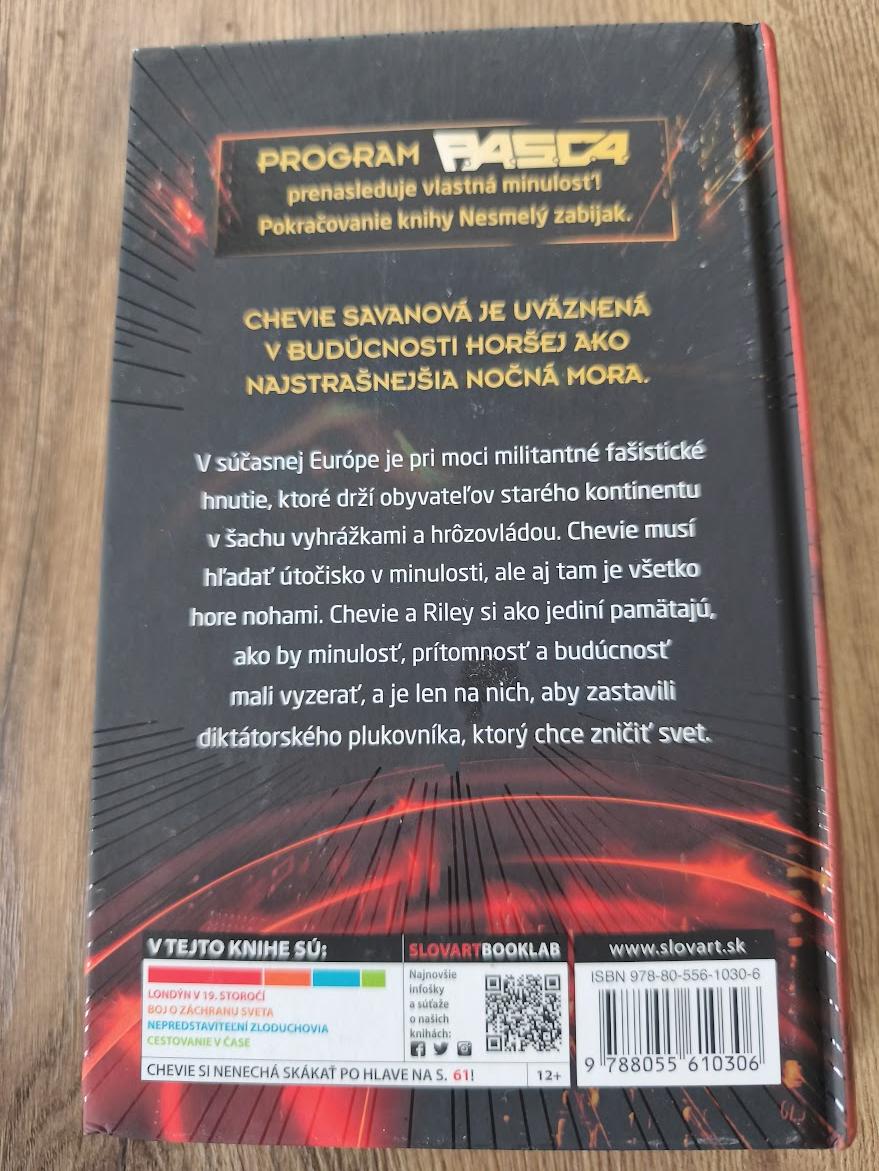 PROGRAM P.A.S.C.A.
prenasleduje vlastná minulosť!
Pokračovanie knihy Nesmelý zabijak.
CHEVIE SAVANOVÁ JE UVÄZNENÁ
V BUDÚCNOSTI HORŠEJ AKO
NAJSTRAŠNEJŠIA NOČNÁ MORA.
V súčasnej Európe je pri moci militantné fašistické
hnutie, ktoré drží obyvateľov starého kontinentu
v šachu vyhrážkami a hrôzovládou. Chevie musí
hľadať útočisko v minulosti, ale aj tam je všetko
hore nohami. Chevie a Riley si ako jediní pamätajú,
ako by minulosť, prítomnosť a budúcnosť
mali vyzerať, a je len na nich, aby zastavili
diktátorského plukovníka, ktorý chce zničiť svet.
V TEJTO KNIHE SÚ:
LONDÝN V 19. STOROČÍ
BOJ O ZÁCHRANU SVETA
NEPREDSTAVITEĽNÍ ZLODUCHOVIA
CESTOVANIE V ČASE
CHEVIE SI NENECHÁ SKÁKAŤ PO HLAVE NA S. 61!
12+
SLOVARTBOOKLAB
Najnovšie
infošky
a súťaže
o našich
knihách:
www.slovart.sk
ISBN 978-80-556-1030-6
9 788055 610306